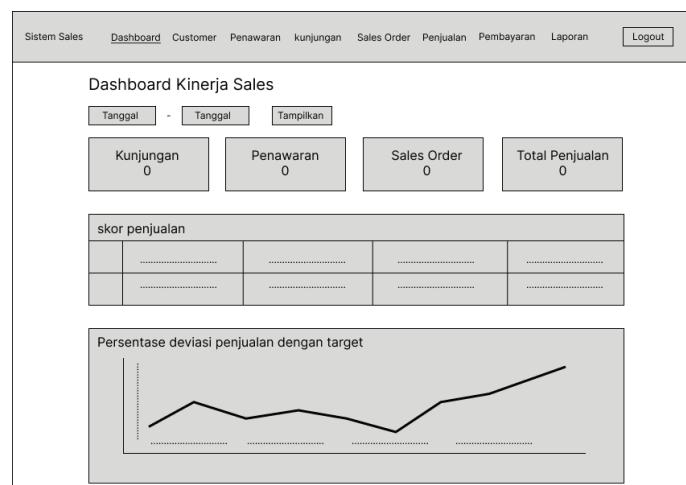 Sistem Sales Dashboard Customer Penawaran kunjungan Sales Order Penjualan Pembayaran Laporan Logout
Dashboard Kinerja Sales
Tanggal - Tanggal Tampilkan
Kunjungan Penawaran Sales Order Total Penjualan
0 0 0 0
skor penjualan
Persentase deviasi penjualan dengan target